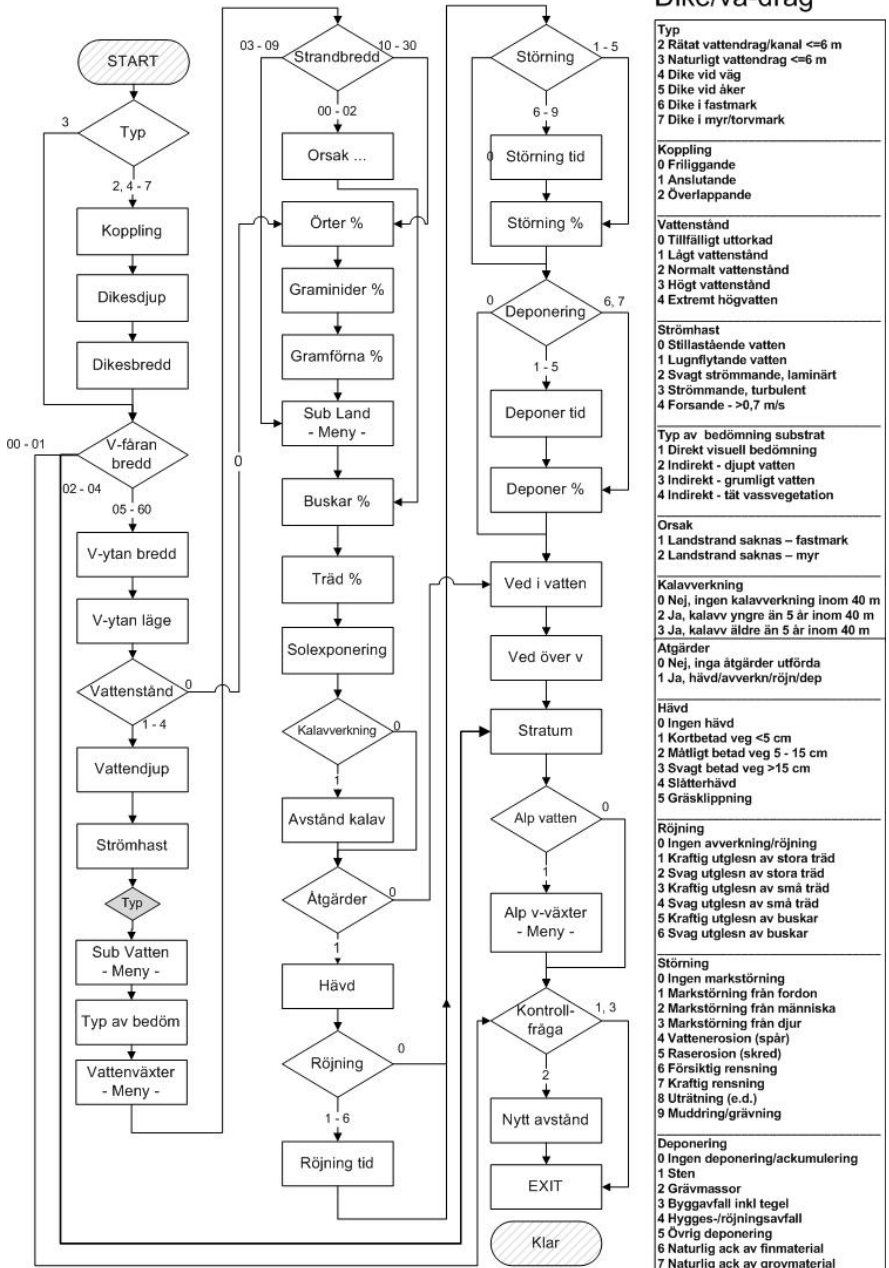 Dike/va-drag
START
3
Typ
2, 4 - 7
Koppling
Dikesdjup
Dikesbredd
00 - 01
V-fåran
bredd
02 - 04
05 - 60
V-ytan bredd
V-ytan läge
Vattenstånd
0
1 - 4
Vattendjup
Strömhast
Typ
Sub Vatten
- Meny -
Typ av bedöm
Vattenväxter
- Meny -
03 - 09
Strandbredd
10 - 30
00 - 02
Orsak ...
Örter %
Graminider %
Gramförna %
Sub Land
- Meny -
0
Buskar %
Träd %
Solexponering
Kalavverkning
0
1
Avstånd kalav
Åtgärder
0
1
Hävd
Röjning
0
1 - 6
Röjning tid
Störning
1 - 5
6 - 9
0
Störning tid
Störning %
0
Deponering
6, 7
1 - 5
Deponer tid
Deponer %
Ved i vatten
Ved över v
Stratum
Alp vatten
0
1
Alp v-växter
- Meny -
Kontroll-
fråga
1, 3
2
Nytt avstånd
EXIT
Klar
Typ
2 Rätat vattendrag/kanal <=6 m
3 Naturligt vattendrag <=6 m
4 Dike vid väg
5 Dike vid åker
6 Dike i fastmark
7 Dike i myr/torvmark
Koppling
0 Friliggande
1 Anslutande
2 Överlappande
Vattenstånd
0 Tillfälligt uttorkad
1 Lågt vattenstånd
2 Normalt vattenstånd
3 Högt vattenstånd
4 Extremt högvatten
Strömhast
0 Stillastående vatten
1 Lugnflytande vatten
2 Svagt strömmande, laminärt
3 Strömmande, turbulent
4 Forsande - >0,7 m/s
Typ av bedömning substrat
1 Direkt visuell bedömning
2 Indirekt - djupt vatten
3 Indirekt - grumligt vatten
4 Indirekt - tät vassvegetation
Orsak
1 Landstrand saknas – fastmark
2 Landstrand saknas – myr
Kalavverkning
0 Nej, ingen kalavverkning inom 40 m
2 Ja, kalavv yngre än 5 år inom 40 m
3 Ja, kalavv äldre än 5 år inom 40 m
Åtgärder
0 Nej, inga åtgärder utförda
1 Ja, hävd/avverkn/röjn/dep
Hävd
0 Ingen hävd
1 Kortbetad veg <5 cm
2 Måtligt betad veg 5 - 15 cm
3 Svagt betad veg >15 cm
4 Slåtterhävd
5 Gräsklippning
Röjning
0 Ingen avverkning/röjning
1 Kraftig utglesn av stora träd
2 Svag utglesn av stora träd
3 Kraftig utglesn av små träd
4 Svag utglesn av små träd
5 Kraftig utglesn av buskar
6 Svag utglesn av buskar
Störning
0 Ingen markstörning
1 Markstörning från fordon
2 Markstörning från människa
3 Markstörning från djur
4 Vattenerosion (spår)
5 Raserosion (skred)
6 Försiktig rensning
7 Kraftig rensning
8 Uträtning (e.d.)
9 Muddring/grävning
Deponering
0 Ingen deponering/ackumulering
1 Sten
2 Grävmassor
3 Byggavfall inkl tegel
4 Hygges-/röjningsavfall
5 Övrig deponering
6 Naturlig ack av finmaterial
7 Naturlig ack av grovmaterial